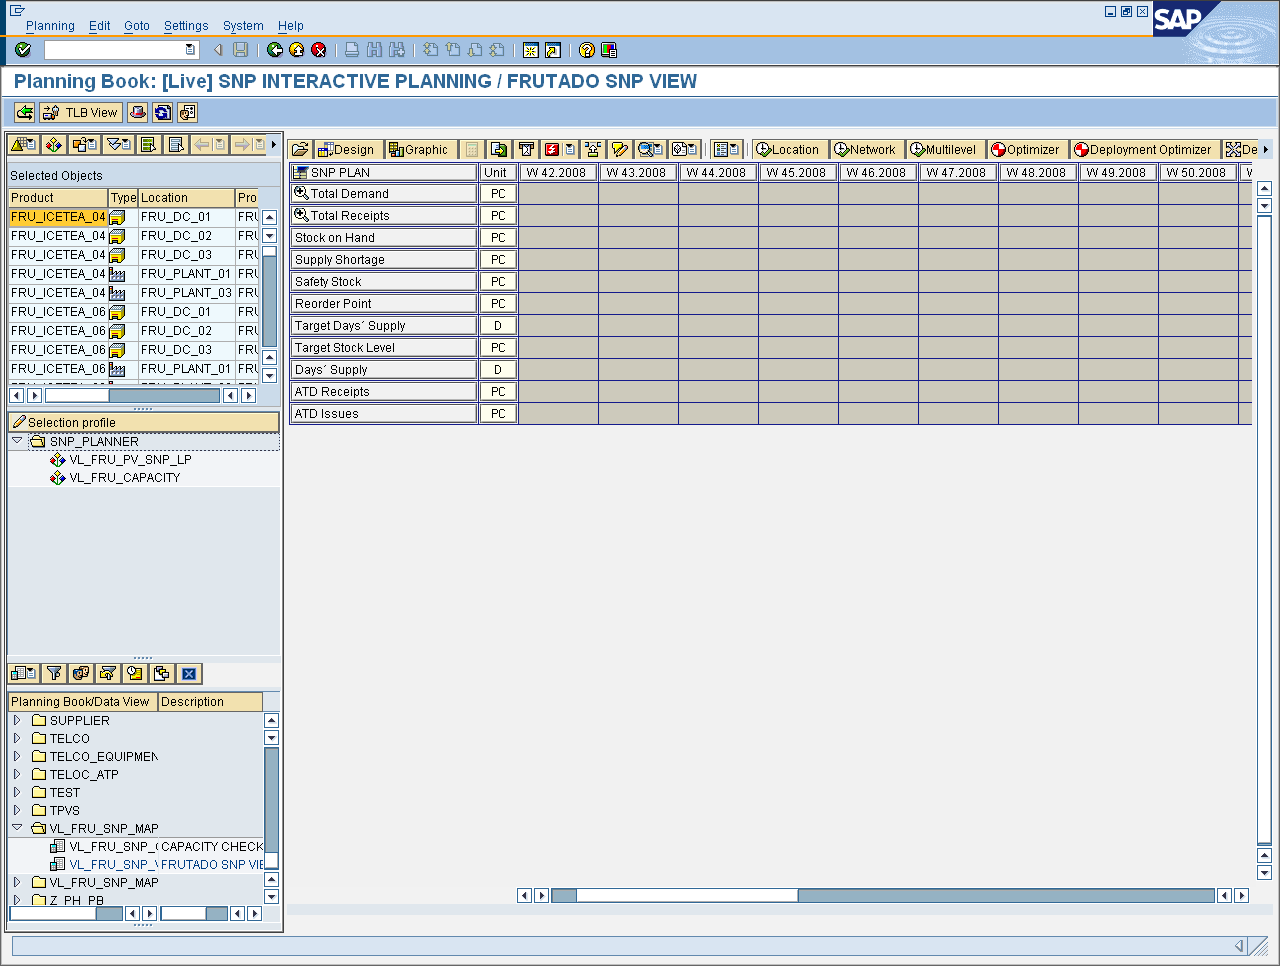 Planning Edit Goto Settings System Help
SAP
Planning Book: [Live] SNP INTERACTIVE PLANNING / FRUTADO SNP VIEW
TLB View
Selected Objects
Product Type Location Pro
FRU_ICETEA_04 FRU_DC_01 FRU
FRU_ICETEA_04 FRU_DC_02 FRU
FRU_ICETEA_04 FRU_DC_03 FRU
FRU_ICETEA_04 FRU_PLANT_01 FRU
FRU_ICETEA_04 FRU_PLANT_03 FRU
FRU_ICETEA_06 FRU_DC_01 FRU
FRU_ICETEA_06 FRU_DC_02 FRU
FRU_ICETEA_06 FRU_DC_03 FRU
FRU_ICETEA_06 FRU_PLANT_01 FRU
Selection profile
SNP_PLANNER
VL_FRU_PV_SNP_LP
VL_FRU_CAPACITY
Planning Book/Data View Description
SUPPLIER
TELCO
TELCO_EQUIPMEN
TELOC_ATP
TEST
TPVS
VL_FRU_SNP_MAP
VL_FRU_SNP_( CAPACITY CHECK
VL_FRU_SNP_\ FRUTADO SNP VIE
VL_FRU_SNP_MAP
Z_PH_PB
Design Graphic Location Network Multilevel Optimizer Deployment Optimizer De
SNP PLAN Unit W 42.2008 W 43.2008 W 44.2008 W 45.2008 W 46.2008 W 47.2008 W 48.2008 W 49.2008 W 50.2008
Total Demand PC
Total Receipts PC
Stock on Hand PC
Supply Shortage PC
Safety Stock PC
Reorder Point PC
Target Days´ Supply D
Target Stock Level PC
Days´ Supply D
ATD Receipts PC
ATD Issues PC